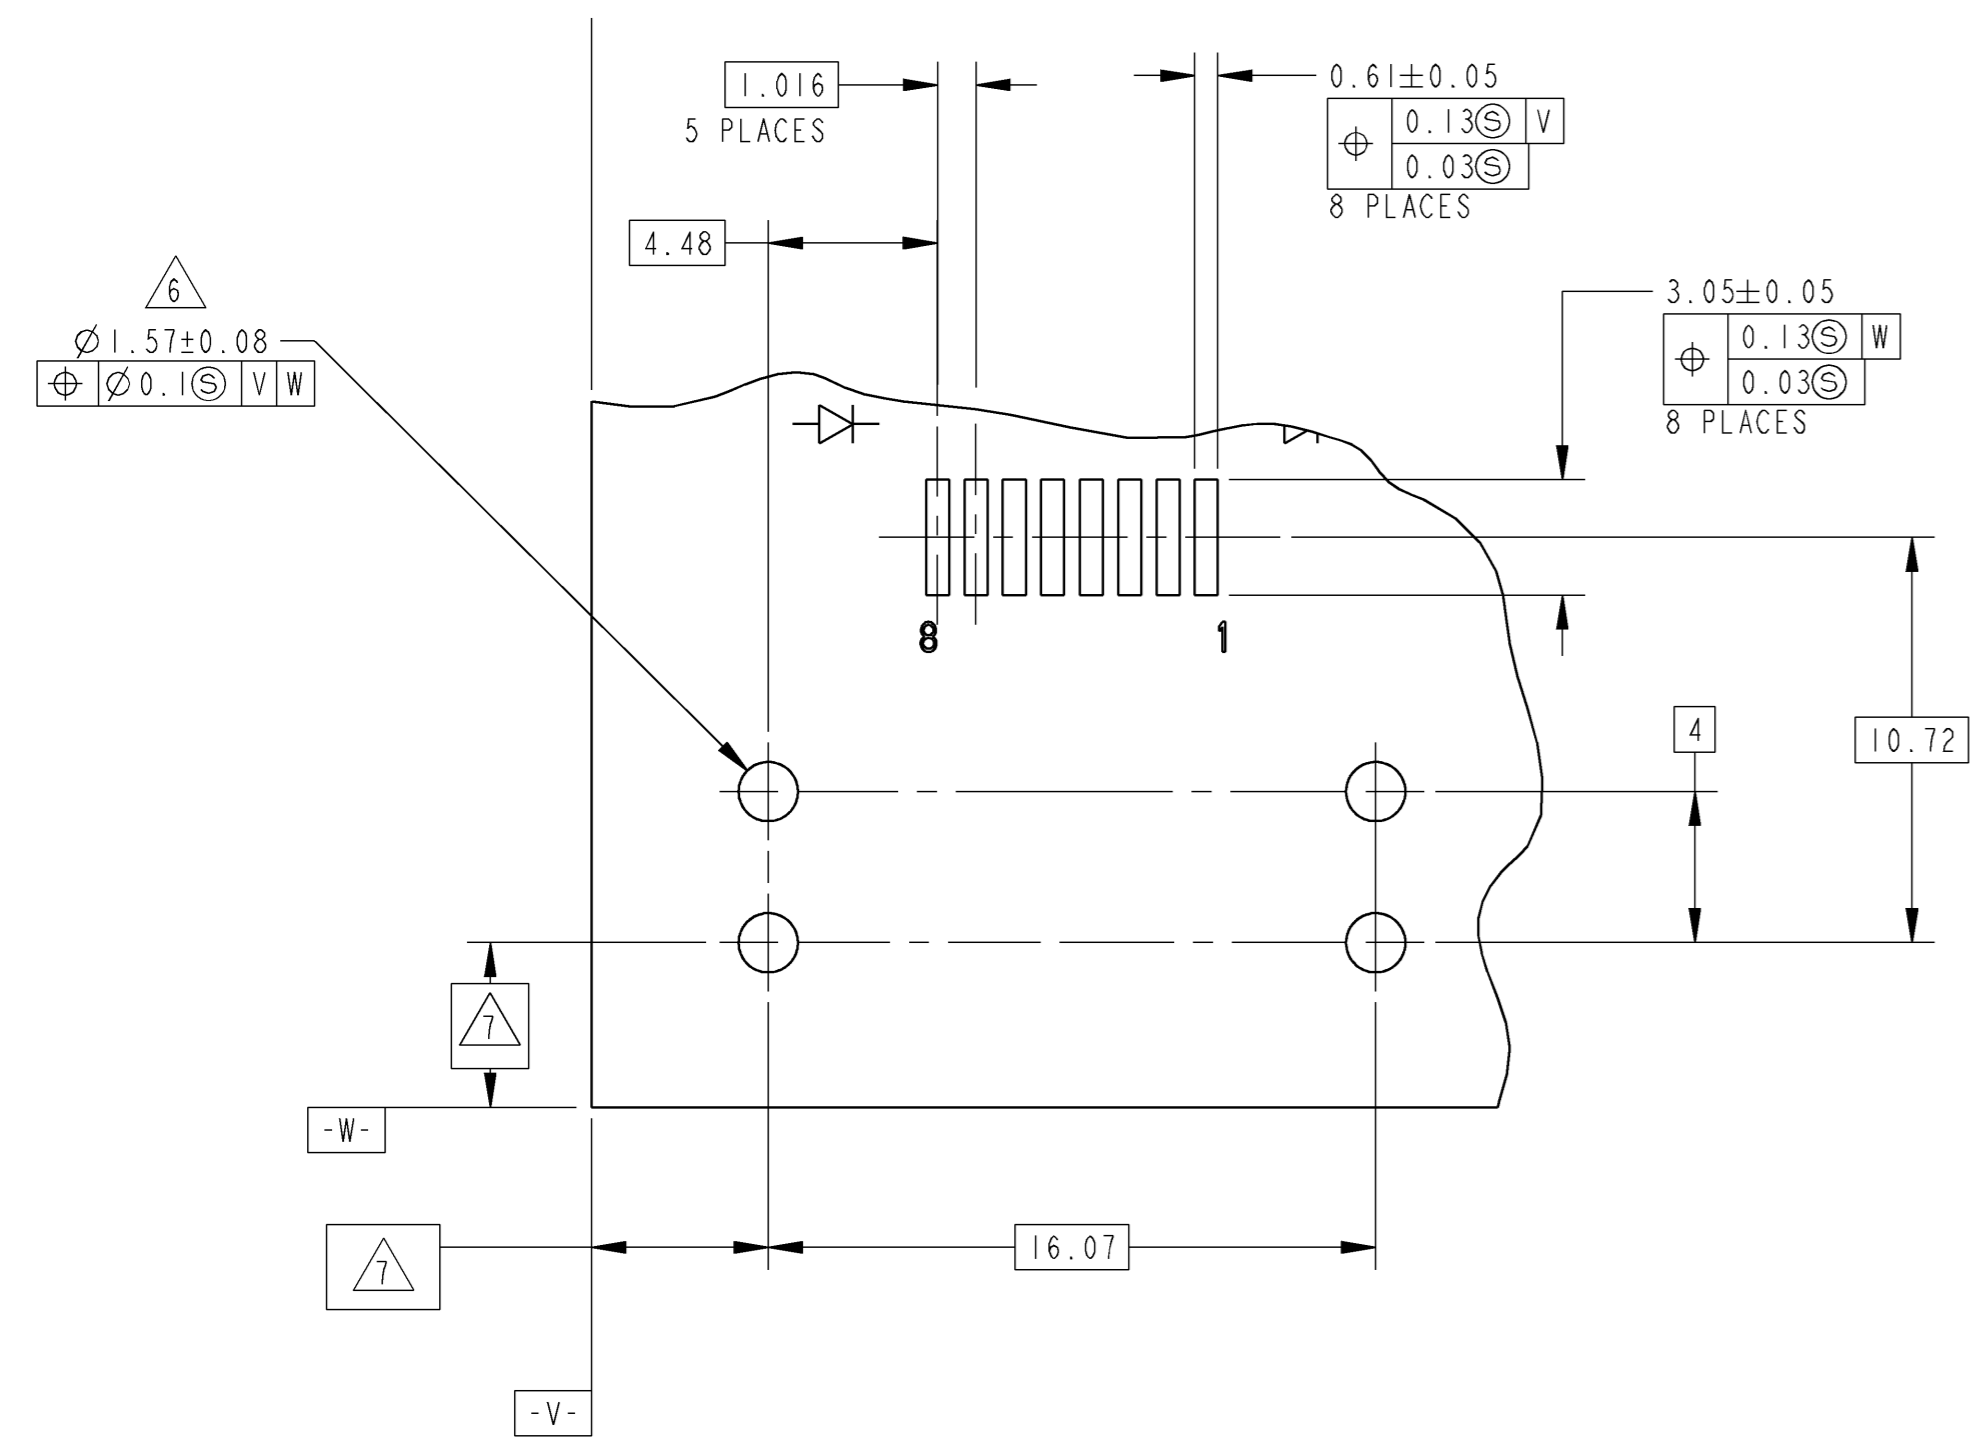 1.016
5 PLACES
0.61±0.05
0.13Ⓢ V
0.03Ⓢ
8 PLACES
4.48
6
⌀1.57±0.08
⌖ ⌀0.1Ⓢ V W
3.05±0.05
⌖ 0.13Ⓢ W
0.03Ⓢ
8 PLACES
8 1
4
10.72
7
-W-
7
16.07
-V-